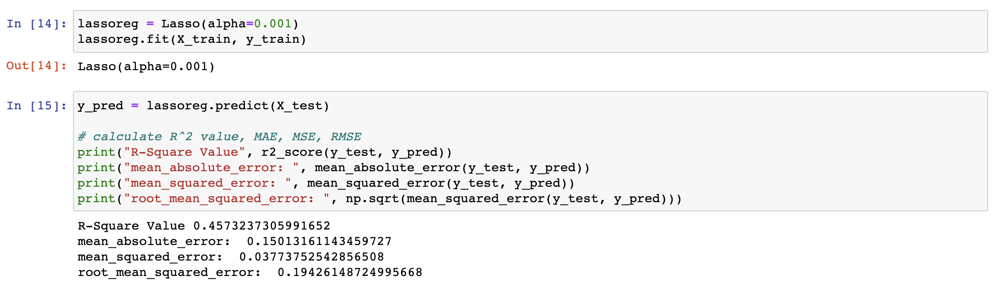 In [14]: lassoreg = Lasso(alpha=0.001)
lassoreg.fit(X_train, y_train)
Out[14]: Lasso(alpha=0.001)
In [15]: y_pred = lassoreg.predict(X_test)
# calculate R^2 value, MAE, MSE, RMSE
print("R-Square Value", r2_score(y_test, y_pred))
print("mean_absolute_error: ", mean_absolute_error(y_test, y_pred))
print("mean_squared_error: ", mean_squared_error(y_test, y_pred))
print("root_mean_squared_error: ", np.sqrt(mean_squared_error(y_test, y_pred)))
R-Square Value 0.4573237305991652
mean_absolute_error:  0.15013161143459727
mean_squared_error:  0.03773752542856508
root_mean_squared_error:  0.19426148724995668